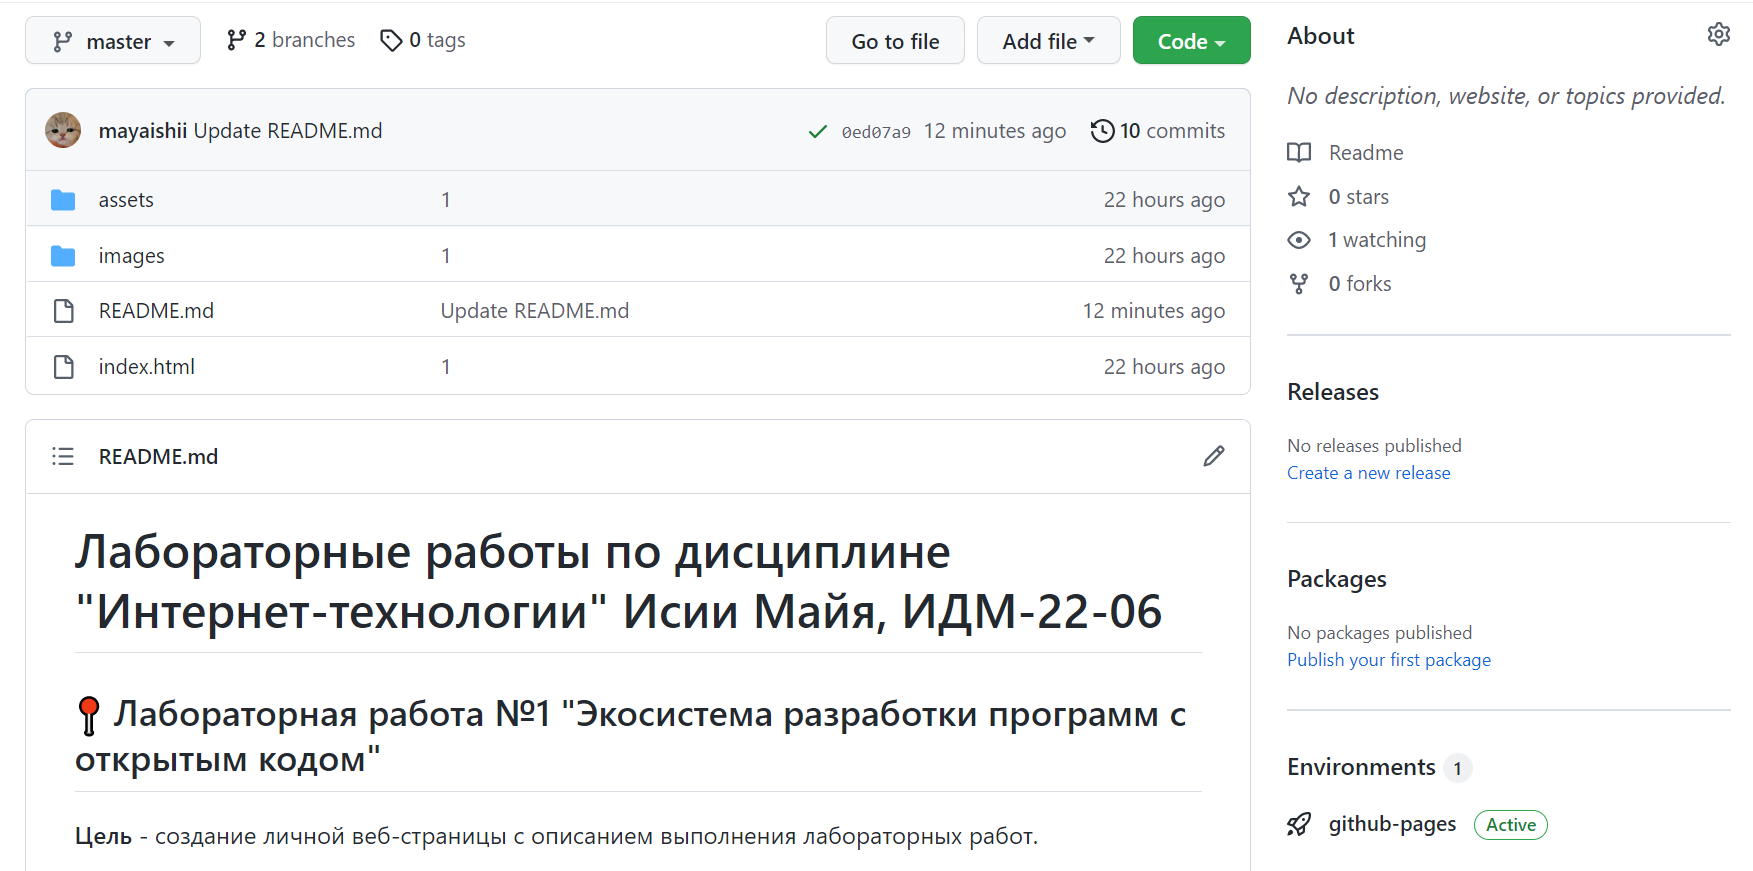 master 2 branches 0 tags Go to file Add file Code
mayaishii Update README.md 0ed07a9 12 minutes ago 10 commits
assets 1 22 hours ago
images 1 22 hours ago
README.md Update README.md 12 minutes ago
index.html 1 22 hours ago
README.md
Лабораторные работы по дисциплине
"Интернет-технологии" Исии Майя, ИДМ-22-06
Лабораторная работа №1 "Экосистема разработки программ с
открытым кодом"
Цель - создание личной веб-страницы с описанием выполнения лабораторных работ.
About
No description, website, or topics provided.
Readme
0 stars
1 watching
0 forks
Releases
No releases published
Create a new release
Packages
No packages published
Publish your first package
Environments 1
github-pages Active